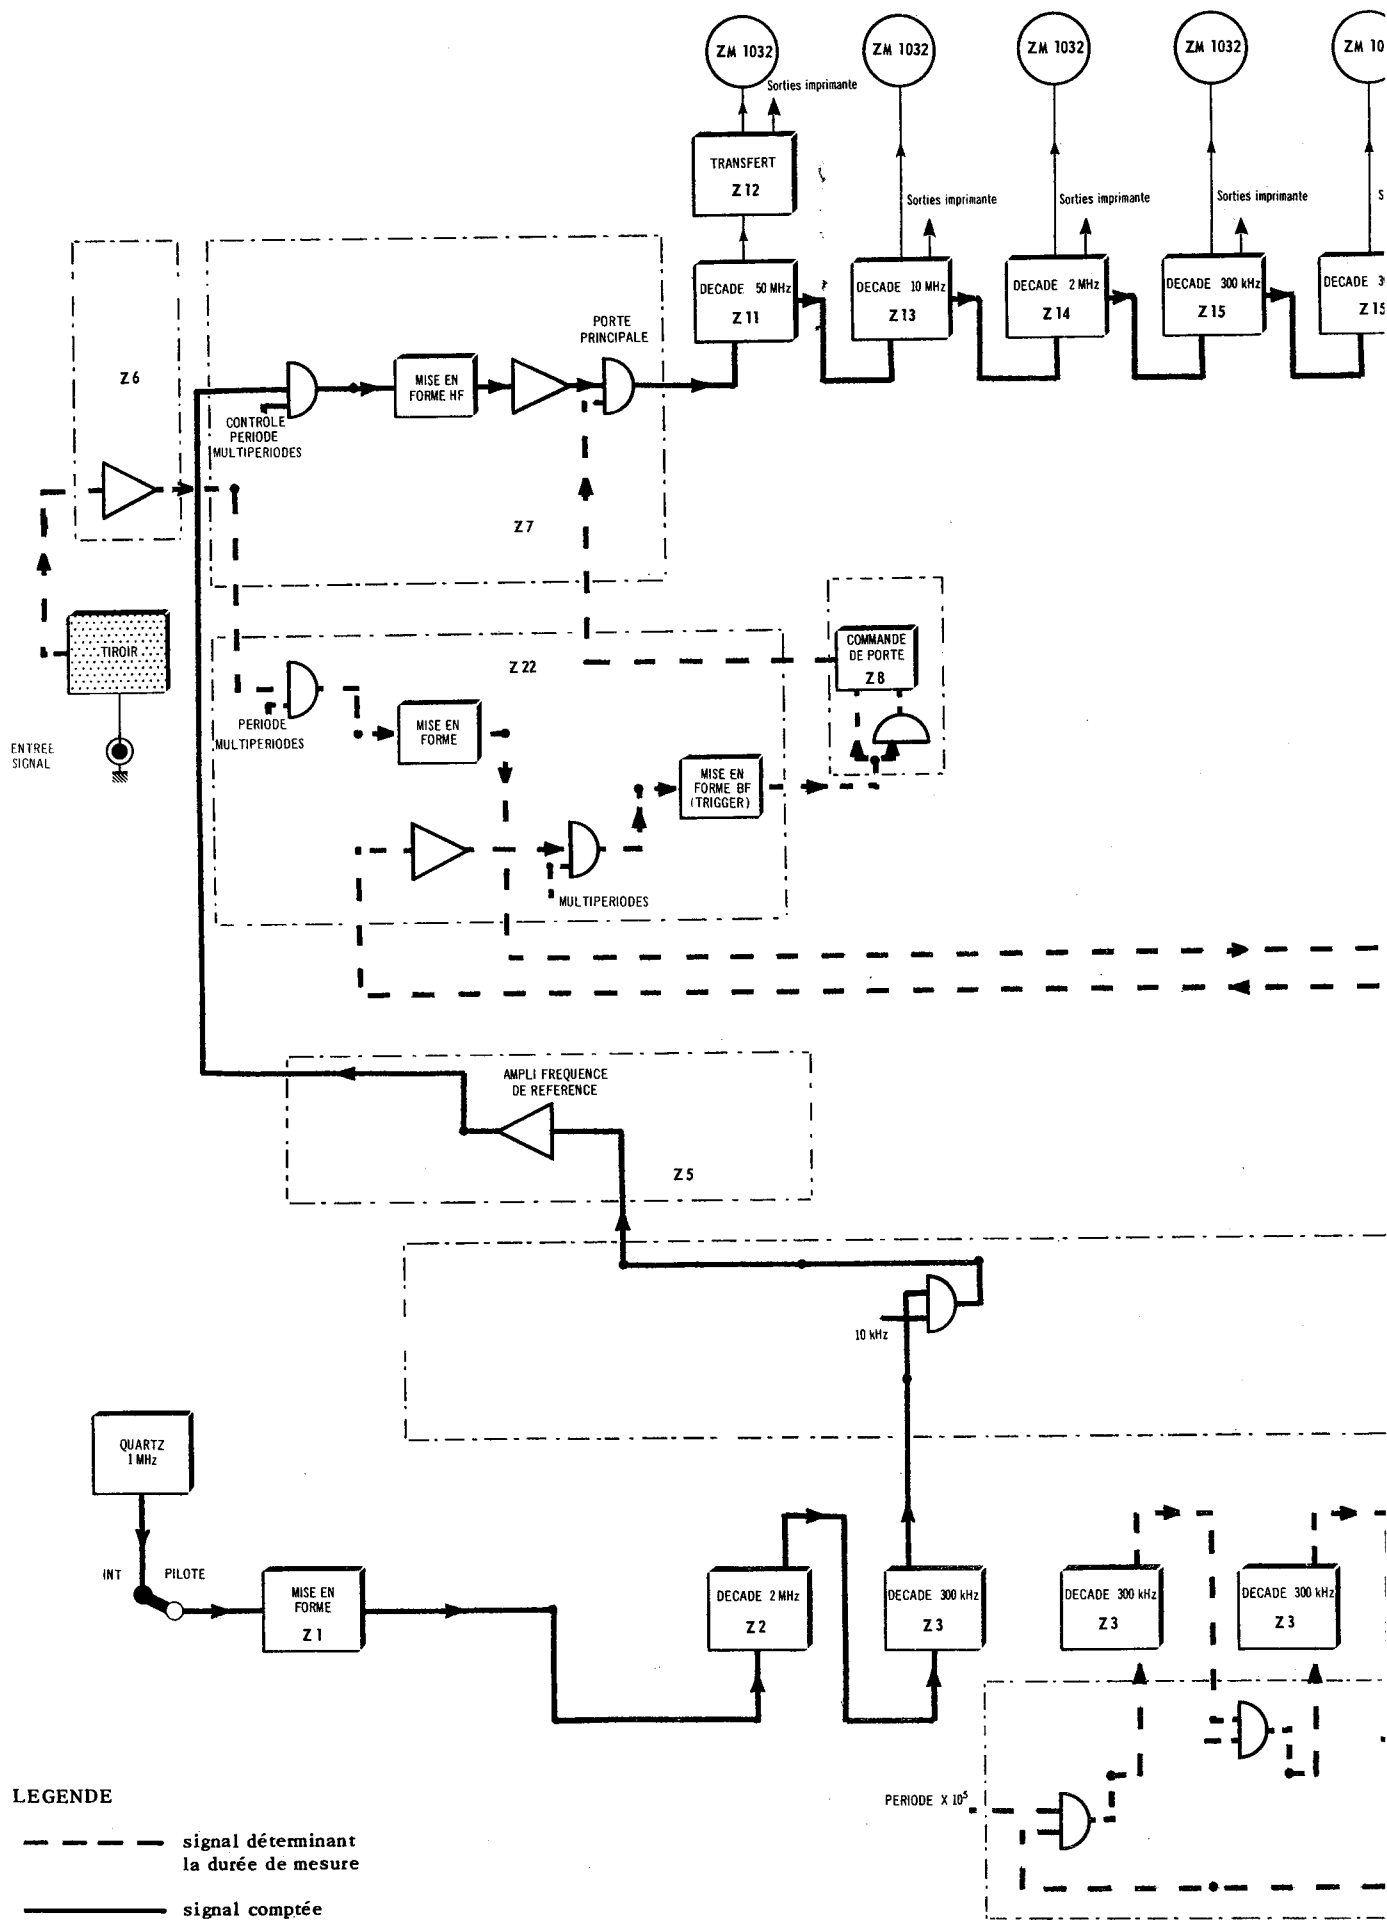 ZM 1032
ZM 1032
ZM 1032
ZM 1032
ZM 10
Sorties imprimante
TRANSFERT
Z 12
Sorties imprimante
Sorties imprimante
Sorties imprimante
S
DECADE 50 MHz
Z 11
DECADE 10 MHz
Z 13
DECADE 2 MHz
Z 14
DECADE 300 kHz
Z 15
DECADE 3
Z 15
PORTE
PRINCIPALE
Z 6
MISE EN
FORME HF
CONTROLE
PERIODE
MULTIPERIODES
Z 7
TIROIR
ENTREE
SIGNAL
Z 22
COMMANDE
DE PORTE
Z 8
PERIODE
MULTIPERIODES
MISE EN
FORME
MISE EN
FORME BF
(TRIGGER)
MULTIPERIODES
AMPLI FREQUENCE
DE REFERENCE
Z 5
10 kHz
QUARTZ
1 MHz
INT
PILOTE
MISE EN
FORME
Z 1
DECADE 2 MHz
Z 2
DECADE 300 kHz
Z 3
DECADE 300 kHz
Z 3
DECADE 300 kHz
Z 3
PERIODE X 10⁵
LEGENDE
signal déterminant
la durée de mesure
signal comptée